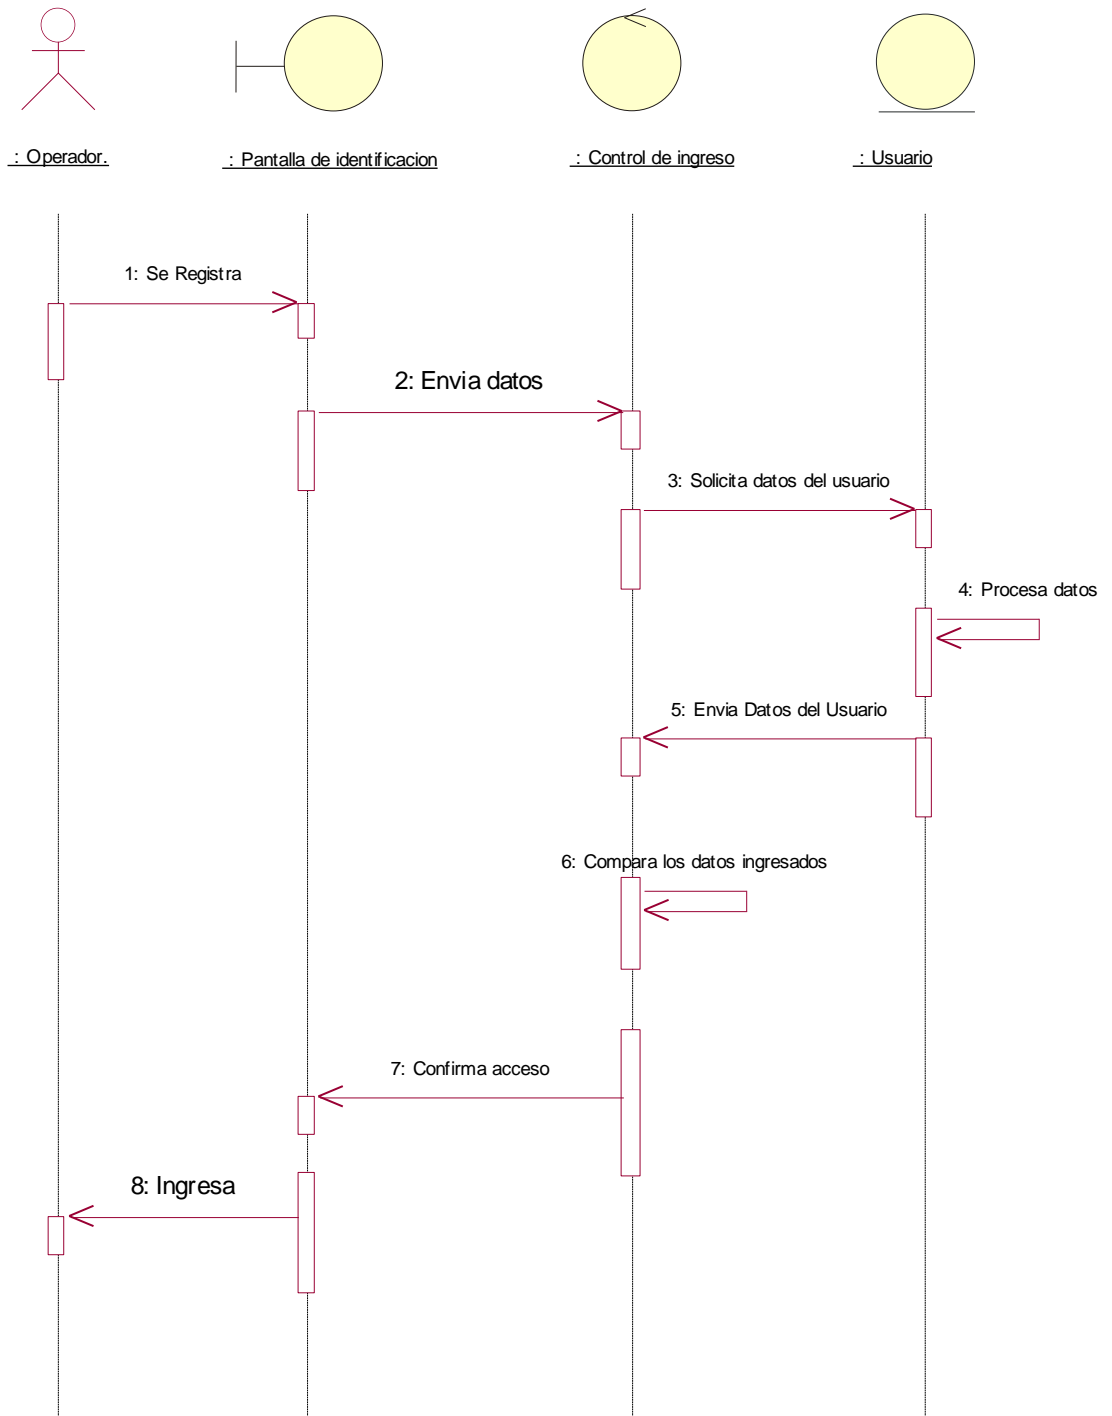 : Operador.
: Pantalla de identificacion
: Control de ingreso
: Usuario
1: Se Registra
2: Envia datos
3: Solicita datos del usuario
4: Procesa datos
5: Envia Datos del Usuario
6: Compara los datos ingresados
7: Confirma acceso
8: Ingresa